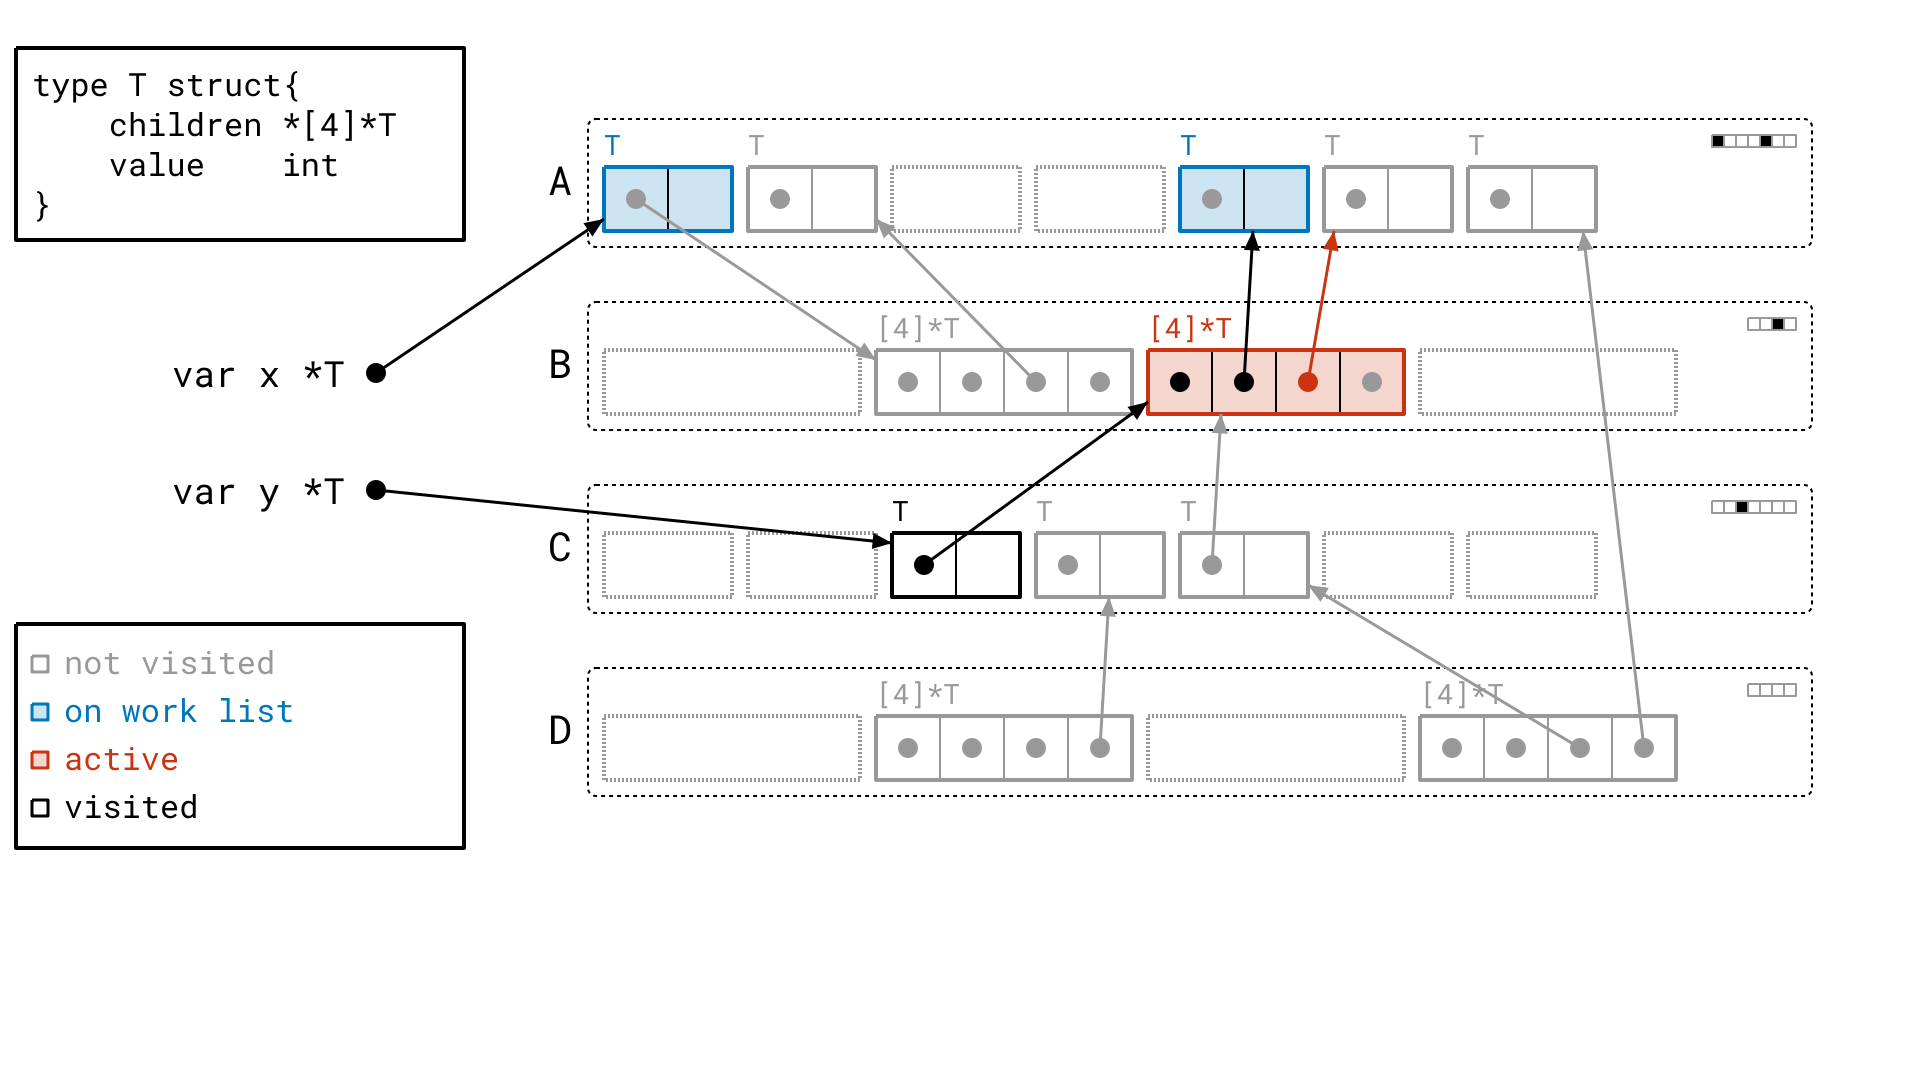 type T struct{
    children *[4]*T
    value    int
}
var x *T
var y *T
not visited
on work list
active
visited
A
T T T T T
B
[4]*T [4]*T
C
T T T
D
[4]*T [4]*T